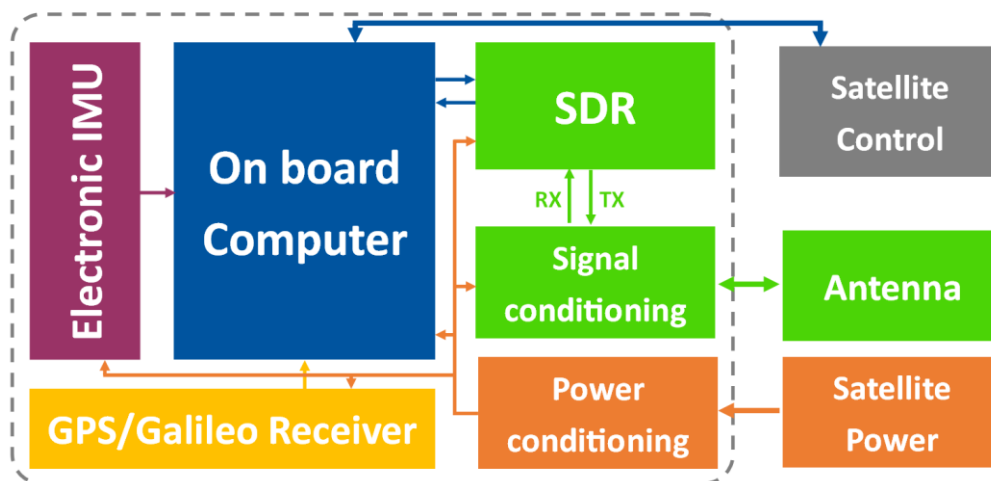 Electronic IMU
On board
Computer
SDR
RX
TX
Signal
conditioning
Power
conditioning
GPS/Galileo Receiver
Satellite
Control
Antenna
Satellite
Power